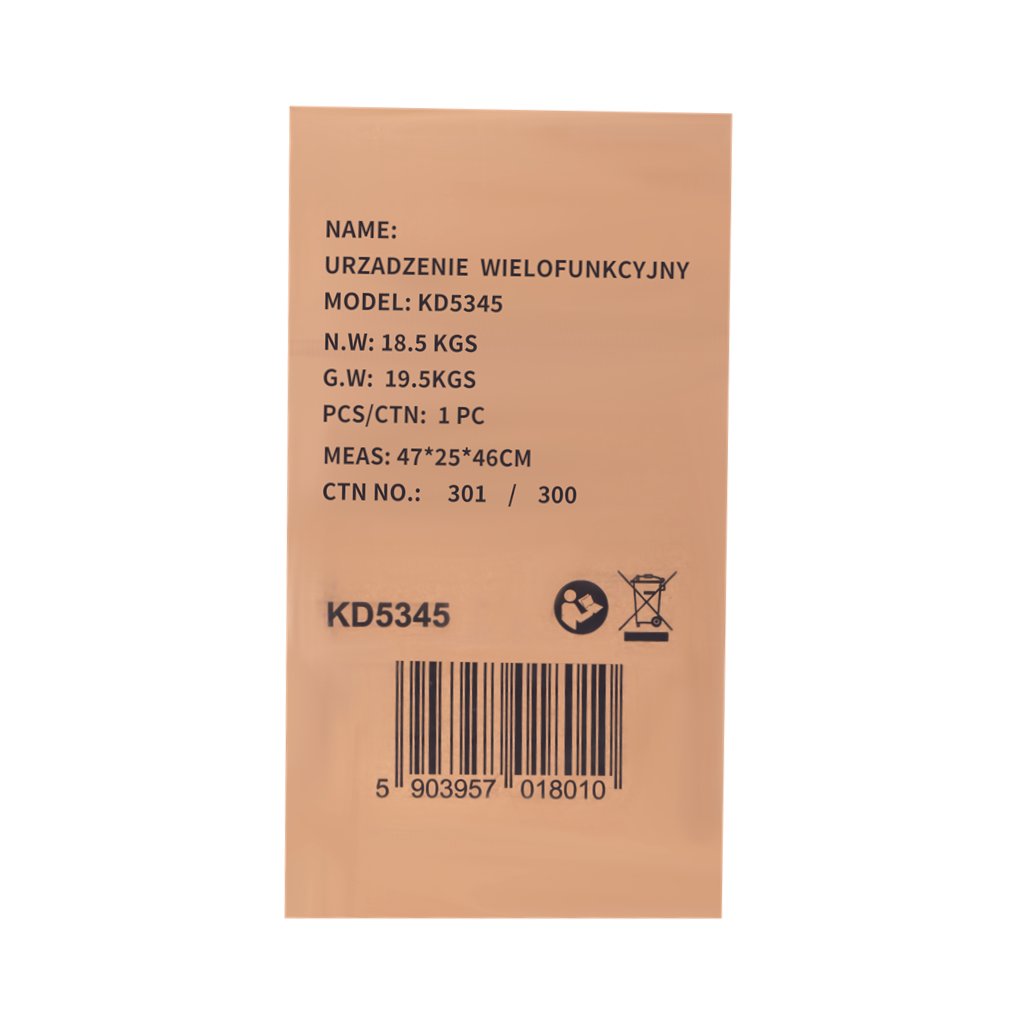 NAME:
URZADZENIE WIELOFUNKCYJNY
MODEL: KD5345
N.W: 18.5 KGS
G.W: 19.5KGS
PCS/CTN: 1 PC
MEAS: 47*25*46CM
CTN NO.: 301 / 300
KD5345
5 903957 018010